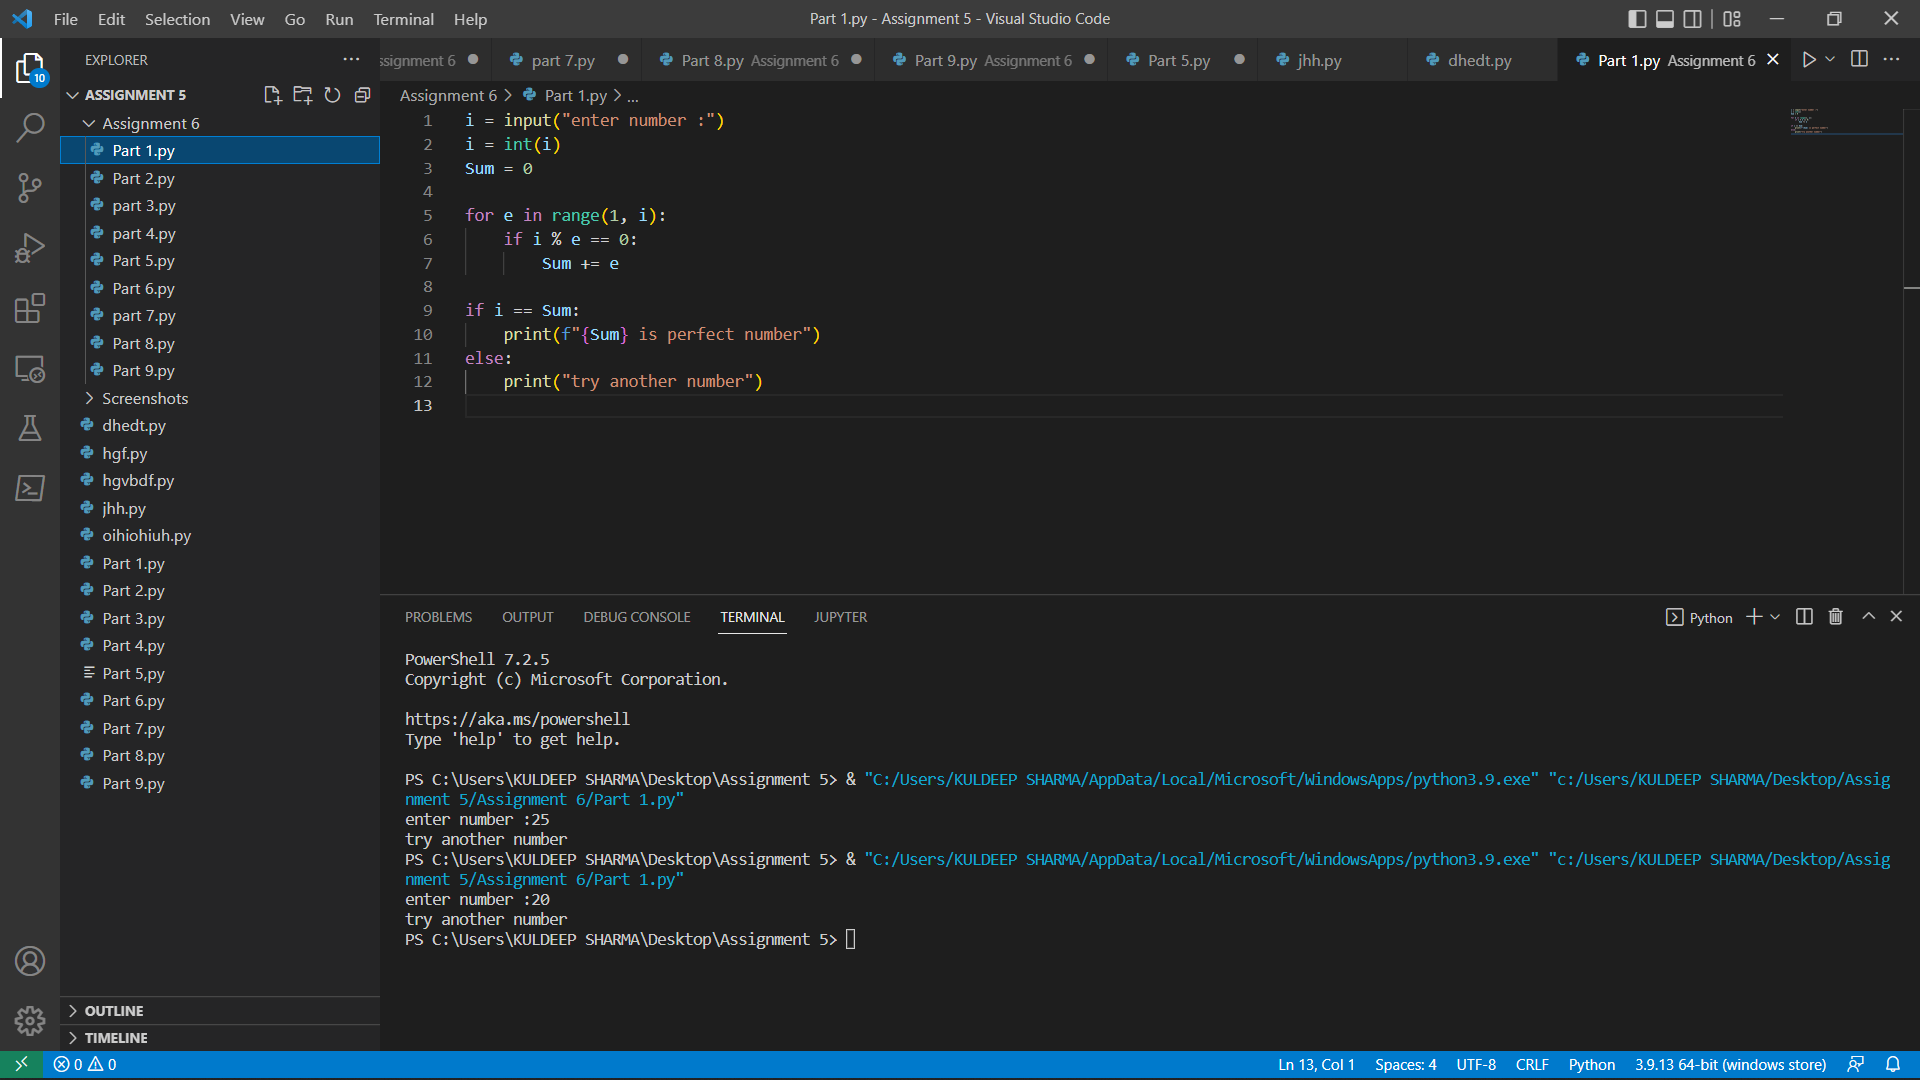 File Edit Selection View Go Run Terminal Help
Part 1.py - Assignment 5 - Visual Studio Code
10
EXPLORER
ASSIGNMENT 5
Assignment 6
Part 1.py
Part 2.py
part 3.py
part 4.py
Part 5.py
Part 6.py
part 7.py
Part 8.py
Part 9.py
Screenshots
dhedt.py
hgf.py
hgvbdf.py
jhh.py
oihiohiuh.py
Part 1.py
Part 2.py
Part 3.py
Part 4.py
Part 5,py
Part 6.py
Part 7.py
Part 8.py
Part 9.py
OUTLINE
TIMELINE
ssignment 6 part 7.py Part 8.py Assignment 6 Part 9.py Assignment 6 Part 5.py jhh.py dhedt.py Part 1.py Assignment 6
Assignment 6 > Part 1.py > ...
1 i = input("enter number :")
2 i = int(i)
3 Sum = 0
4
5 for e in range(1, i):
6 if i % e == 0:
7 Sum += e
8
9 if i == Sum:
10 print(f"{Sum} is perfect number")
11 else:
12 print("try another number")
13
PROBLEMS OUTPUT DEBUG CONSOLE TERMINAL JUPYTER
Python
PowerShell 7.2.5
Copyright (c) Microsoft Corporation.
https://aka.ms/powershell
Type 'help' to get help.
PS C:\Users\KULDEEP SHARMA\Desktop\Assignment 5> & "C:/Users/KULDEEP SHARMA/AppData/Local/Microsoft/WindowsApps/python3.9.exe" "c:/Users/KULDEEP SHARMA/Desktop/Assig
nment 5/Assignment 6/Part 1.py"
enter number :25
try another number
PS C:\Users\KULDEEP SHARMA\Desktop\Assignment 5> & "C:/Users/KULDEEP SHARMA/AppData/Local/Microsoft/WindowsApps/python3.9.exe" "c:/Users/KULDEEP SHARMA/Desktop/Assig
nment 5/Assignment 6/Part 1.py"
enter number :20
try another number
PS C:\Users\KULDEEP SHARMA\Desktop\Assignment 5>
0 0
Ln 13, Col 1 Spaces: 4 UTF-8 CRLF Python 3.9.13 64-bit (windows store)